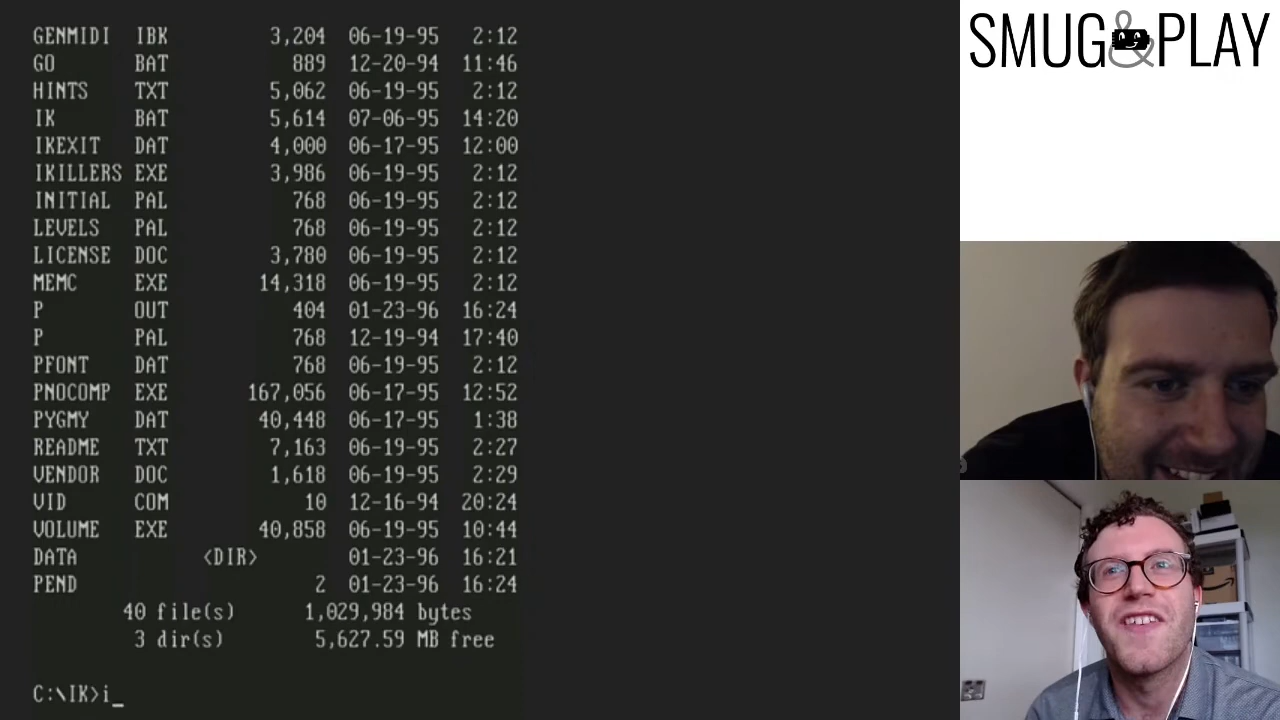 GENMIDI IBK 3,204 06-19-95 2:12
GO BAT 889 12-20-94 11:46
HINTS TXT 5,062 06-19-95 2:12
IK BAT 5,614 07-06-95 14:20
IKEXIT DAT 4,000 06-17-95 12:00
IKILLERS EXE 3,986 06-19-95 2:12
INITIAL PAL 768 06-19-95 2:12
LEVELS PAL 768 06-19-95 2:12
LICENSE DOC 3,780 06-19-95 2:12
MEMC EXE 14,318 06-19-95 2:12
P OUT 404 01-23-96 16:24
P PAL 768 12-19-94 17:40
PFONT DAT 768 06-19-95 2:12
PNOCOMP EXE 167,056 06-17-95 12:52
PYGMY DAT 40,448 06-17-95 1:38
README TXT 7,163 06-19-95 2:27
VENDOR DOC 1,618 06-19-95 2:29
VID COM 10 12-16-94 20:24
VOLUME EXE 40,858 06-19-95 10:44
DATA <DIR> 01-23-96 16:21
PEND 2 01-23-96 16:24
40 file(s) 1,029,984 bytes
3 dir(s) 5,627.59 MB free
C:\IK>i_
SMUG&PLAY